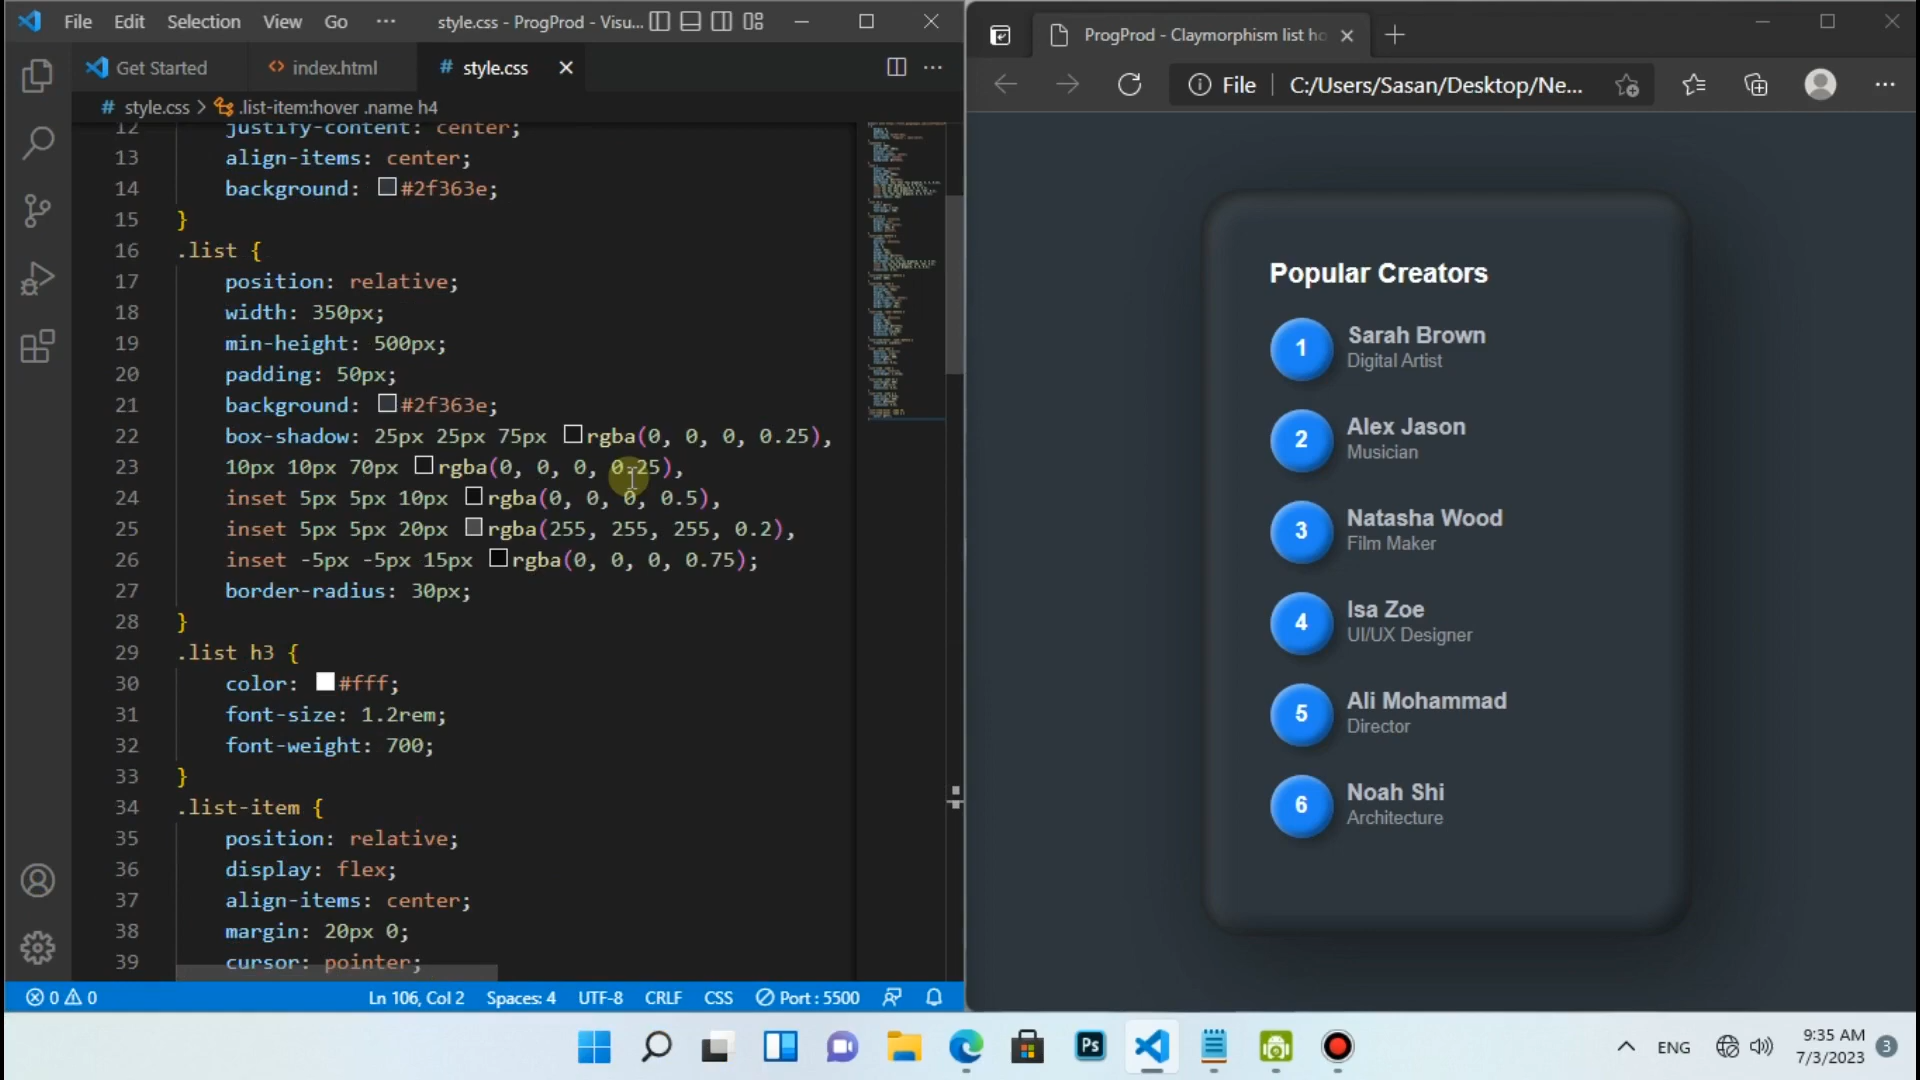 File Edit Selection View Go ··· style.css - ProgProd - Visu...
Get Started index.html # style.css
# style.css > .list-item:hover .name h4
12 justify-content: center;
13 align-items: center;
14 background: #2f363e;
15 }
16 .list {
17 position: relative;
18 width: 350px;
19 min-height: 500px;
20 padding: 50px;
21 background: #2f363e;
22 box-shadow: 25px 25px 75px rgba(0, 0, 0, 0.25),
23 10px 10px 70px rgba(0, 0, 0, 0.25),
24 inset 5px 5px 10px rgba(0, 0, 0, 0.5),
25 inset 5px 5px 20px rgba(255, 255, 255, 0.2),
26 inset -5px -5px 15px rgba(0, 0, 0, 0.75);
27 border-radius: 30px;
28 }
29 .list h3 {
30 color: #fff;
31 font-size: 1.2rem;
32 font-weight: 700;
33 }
34 .list-item {
35 position: relative;
36 display: flex;
37 align-items: center;
38 margin: 20px 0;
39 cursor: pointer;
0 0 Ln 106, Col 2 Spaces: 4 UTF-8 CRLF CSS Port : 5500
ProgProd - Claymorphism list ho
File C:/Users/Sasan/Desktop/Ne...
Popular Creators
1 Sarah Brown
Digital Artist
2 Alex Jason
Musician
3 Natasha Wood
Film Maker
4 Isa Zoe
UI/UX Designer
5 Ali Mohammad
Director
6 Noah Shi
Architecture
Ps
ENG
9:35 AM
7/3/2023
3